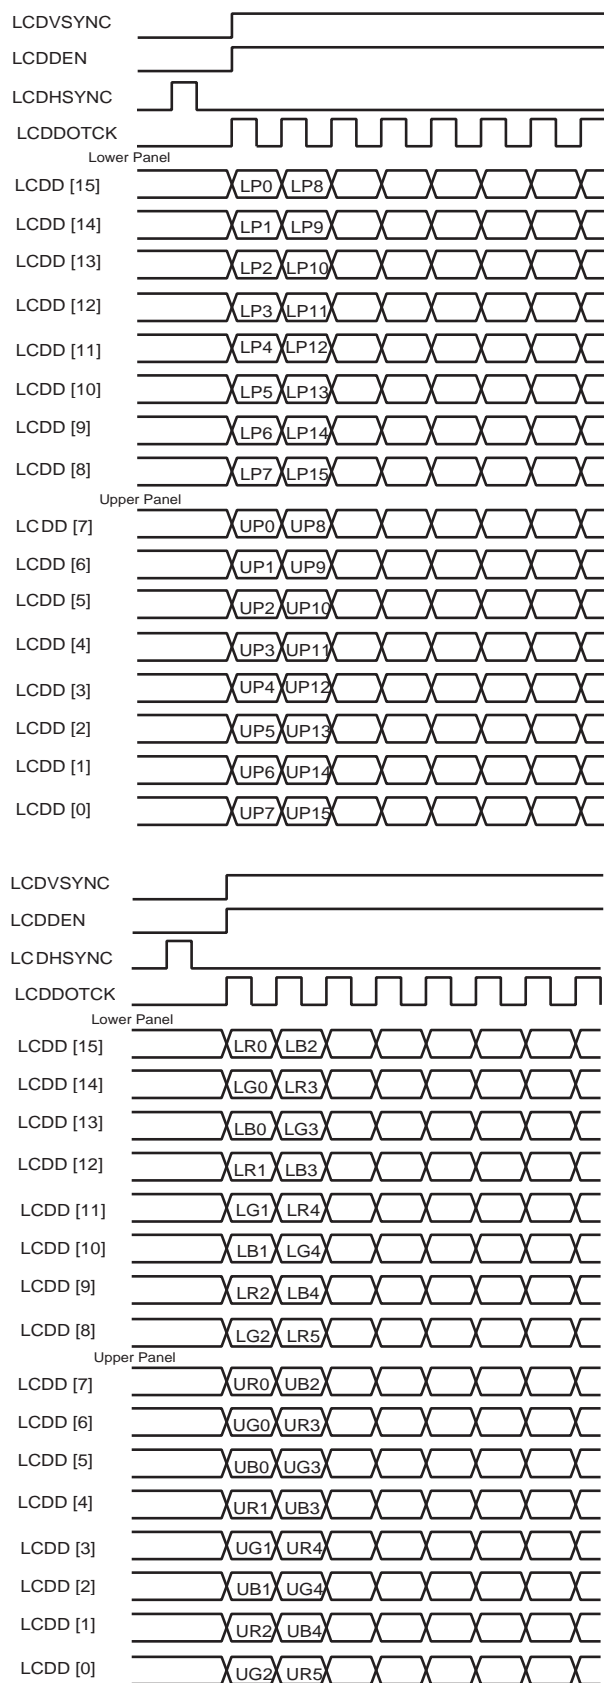 LCDVSYNC
LCDDEN
LCDHSYNC
LCDDOTCK
Lower Panel
LCDD [15] LP0 LP8
LCDD [14] LP1 LP9
LCDD [13] LP2 LP10
LCDD [12] LP3 LP11
LCDD [11] LP4 LP12
LCDD [10] LP5 LP13
LCDD [9] LP6 LP14
LCDD [8] LP7 LP15
Upper Panel
LCDD [7] UP0 UP8
LCDD [6] UP1 UP9
LCDD [5] UP2 UP10
LCDD [4] UP3 UP11
LCDD [3] UP4 UP12
LCDD [2] UP5 UP13
LCDD [1] UP6 UP14
LCDD [0] UP7 UP15
LCDVSYNC
LCDDEN
LCDHSYNC
LCDDOTCK
Lower Panel
LCDD [15] LR0 LB2
LCDD [14] LG0 LR3
LCDD [13] LB0 LG3
LCDD [12] LR1 LB3
LCDD [11] LG1 LR4
LCDD [10] LB1 LG4
LCDD [9] LR2 LB4
LCDD [8] LG2 LR5
Upper Panel
LCDD [7] UR0 UB2
LCDD [6] UG0 UR3
LCDD [5] UB0 UG3
LCDD [4] UR1 UB3
LCDD [3] UG1 UR4
LCDD [2] UB1 UG4
LCDD [1] UR2 UB4
LCDD [0] UG2 UR5